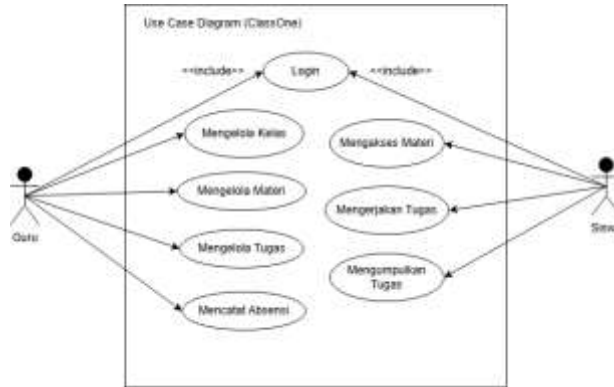 Use Case Diagram (ClassOne)
<<include>>
Login
<<include>>
Mengelola Kelas
Mengakses Materi
Mengelola Materi
Mengerjakan Tugas
Guru
Siswa
Mengelola Tugas
Mengumpulkan
Tugas
Mencatat Absensi